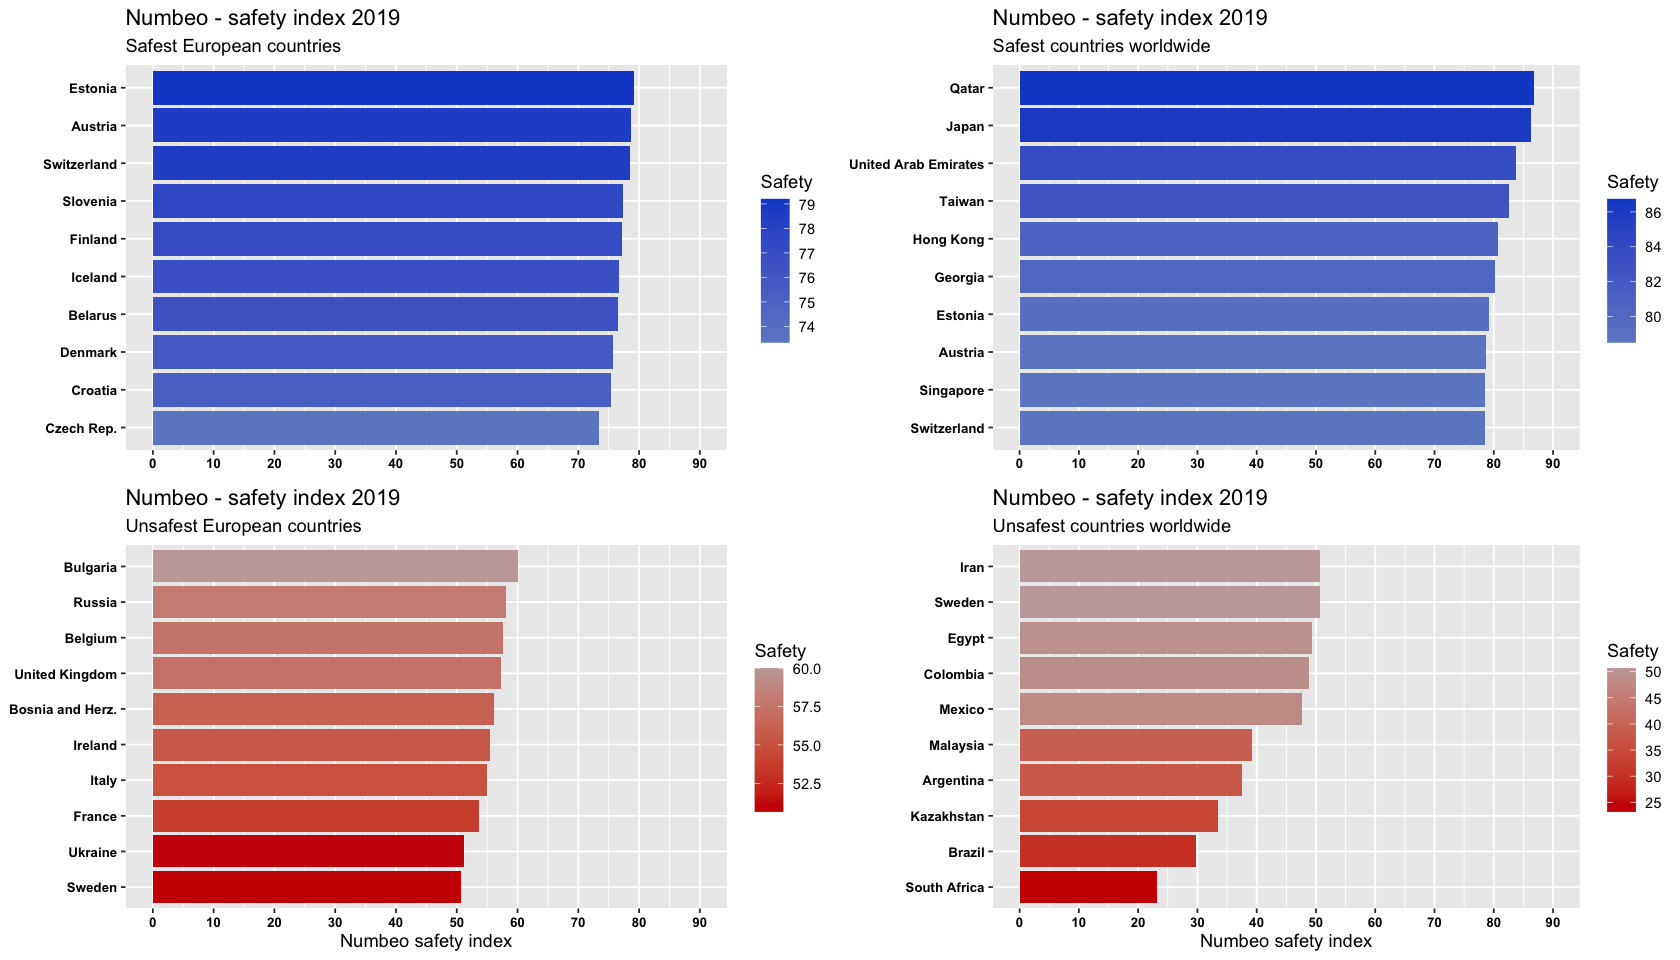 Numbeo - safety index 2019
Safest European countries
Estonia
Austria
Switzerland
Slovenia
Finland
Iceland
Belarus
Denmark
Croatia
Czech Rep.
0 10 20 30 40 50 60 70 80 90
Safety
79
78
77
76
75
74
Numbeo - safety index 2019
Safest countries worldwide
Qatar
Japan
United Arab Emirates
Taiwan
Hong Kong
Georgia
Estonia
Austria
Singapore
Switzerland
0 10 20 30 40 50 60 70 80 90
Safety
86
84
82
80
Numbeo - safety index 2019
Unsafest European countries
Bulgaria
Russia
Belgium
United Kingdom
Bosnia and Herz.
Ireland
Italy
France
Ukraine
Sweden
0 10 20 30 40 50 60 70 80 90
Numbeo safety index
Safety
60.0
57.5
55.0
52.5
Numbeo - safety index 2019
Unsafest countries worldwide
Iran
Sweden
Egypt
Colombia
Mexico
Malaysia
Argentina
Kazakhstan
Brazil
South Africa
0 10 20 30 40 50 60 70 80 90
Numbeo safety index
Safety
50
45
40
35
30
25